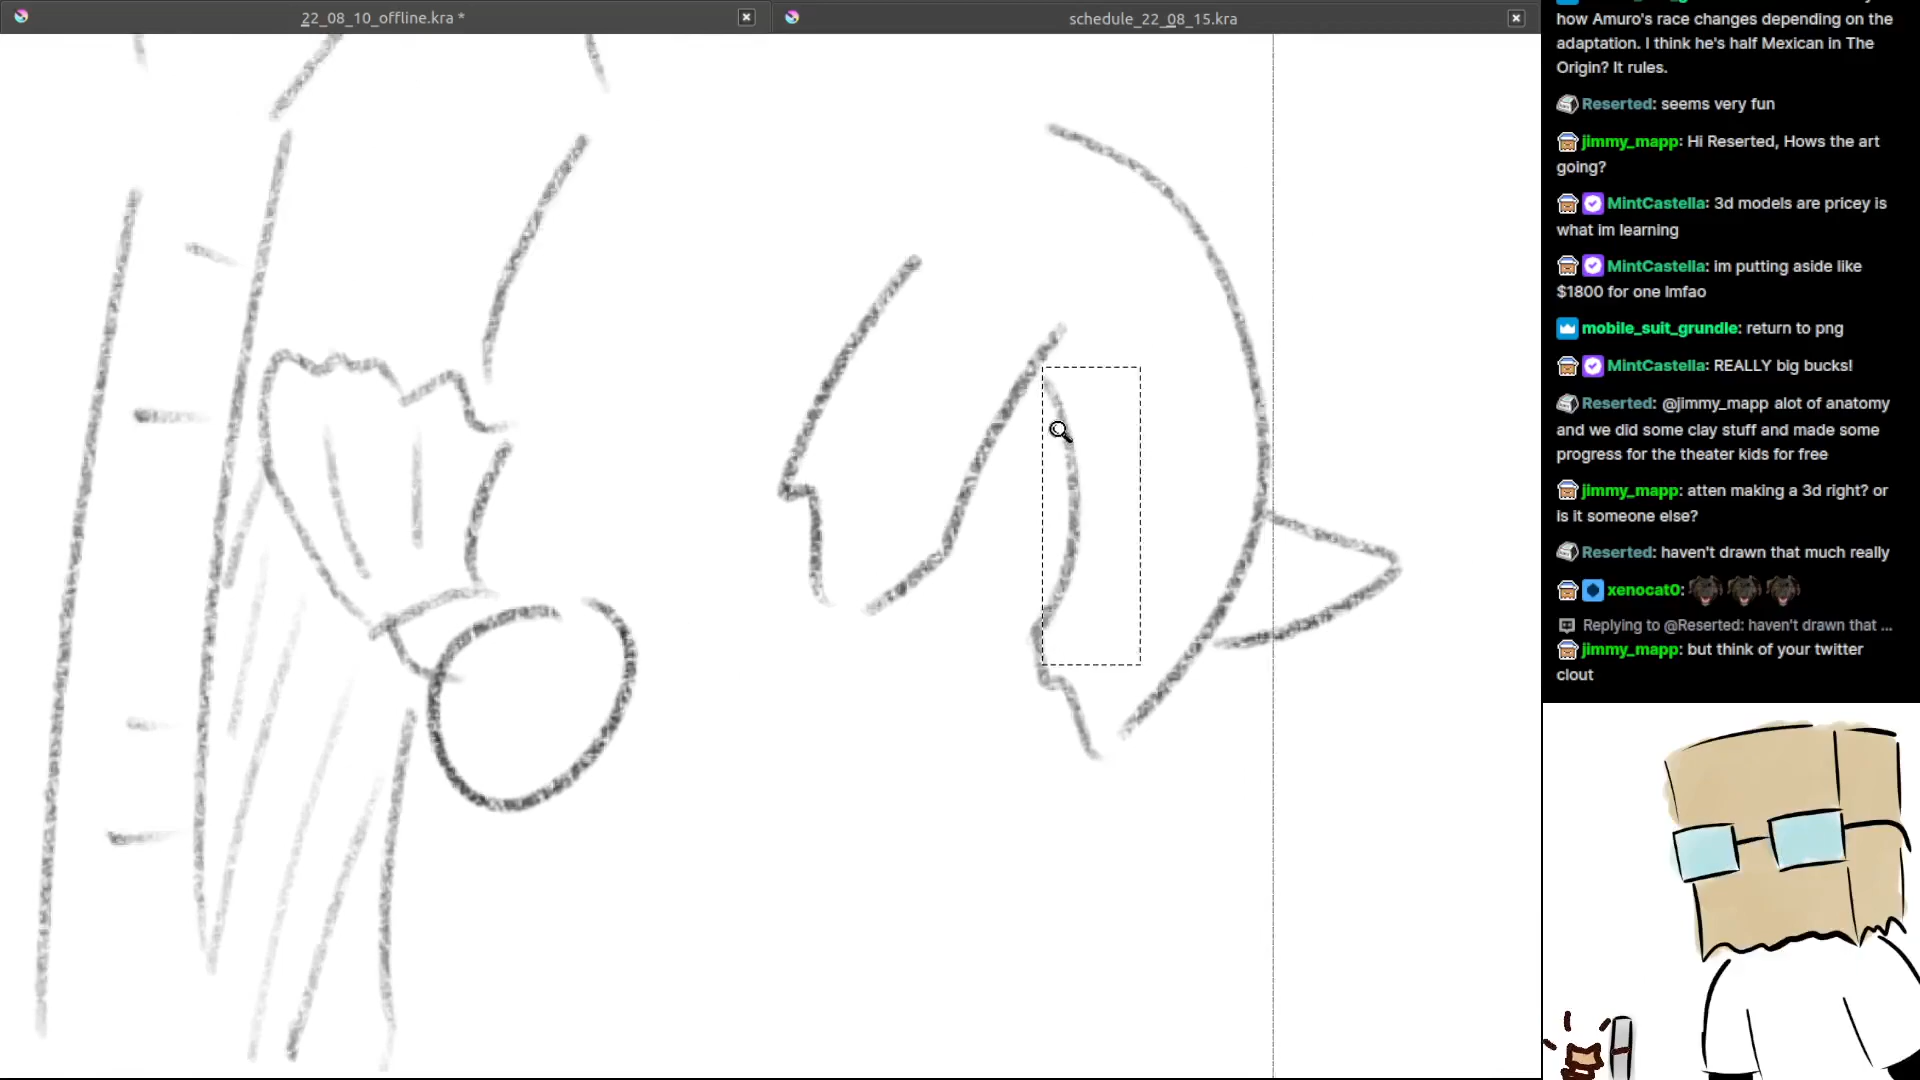 22_08_10_offline.kra *
schedule_22_08_15.kra
how Amuro's race changes depending on the
adaptation. I think he's half Mexican in The
Origin? It rules.
Reserted: seems very fun
jimmy_mapp: Hi Reserted, Hows the art
going?
MintCastella: 3d models are pricey is
what im learning
MintCastella: im putting aside like
$1800 for one lmfao
mobile_suit_grundle: return to png
MintCastella: REALLY big bucks!
Reserted: @jimmy_mapp alot of anatomy
and we did some clay stuff and made some
progress for the theater kids for free
jimmy_mapp: atten making a 3d right? or
is it someone else?
Reserted: haven't drawn that much really
xenocat0:
Replying to @Reserted: haven't drawn that ...
jimmy_mapp: but think of your twitter
clout